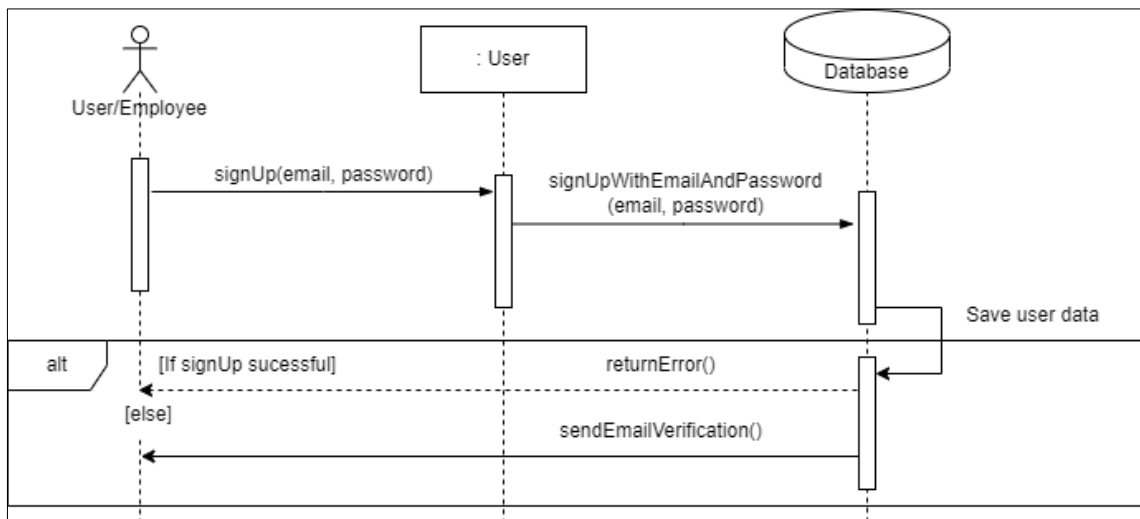 : User
Database
User/Employee
signUp(email, password)
signUpWithEmailAndPassword
(email, password)
Save user data
alt
[If signUp sucessful]
returnError()
[else]
sendEmailVerification()